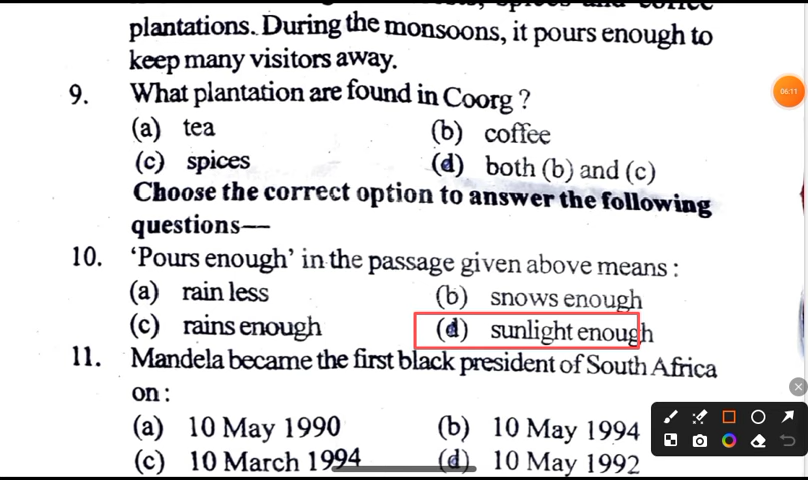 plantations. During the monsoons, it pours enough to
keep many visitors away.
9. What plantation are found in Coorg ?
(a) tea (b) coffee
(c) spices (d) both (b) and (c)
Choose the correct option to answer the following
questions—
10. ‘Pours enough’ in the passage given above means :
(a) rain less (b) snows enough
(c) rains enough (d) sunlight enough
11. Mandela became the first black president of South Africa
on :
(a) 10 May 1990 (b) 10 May 1994
(c) 10 March 1994 (d) 10 May 1992
06:11